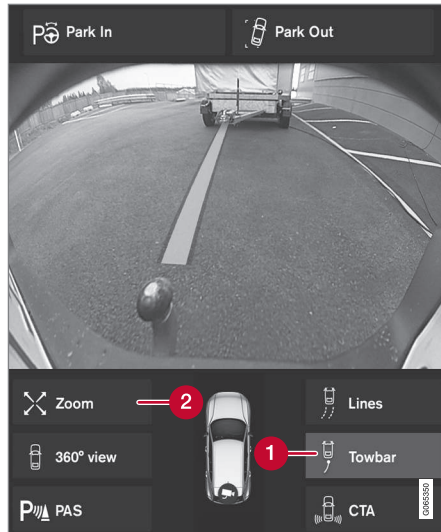 Park In
Park Out
Zoom
2
Lines
360° view
1
Towbar
P PAS
CTA
G065350